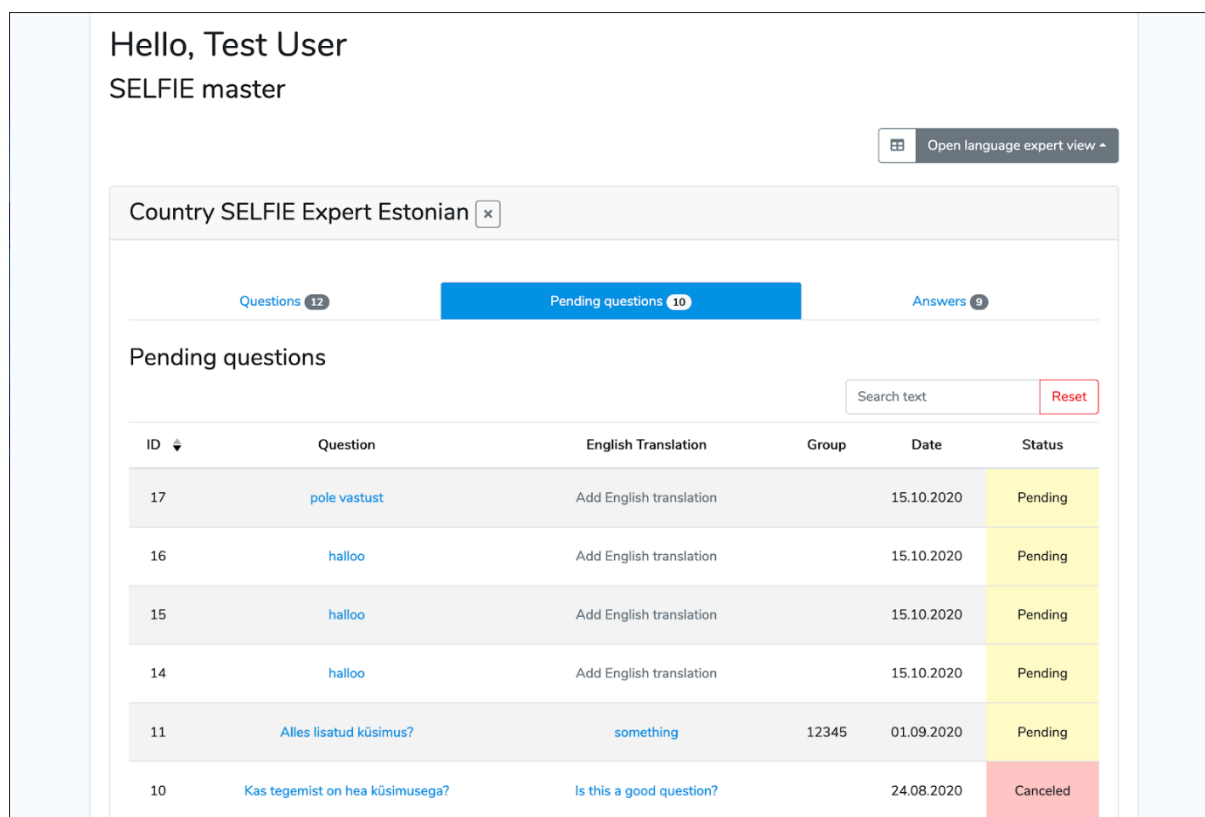 Hello, Test User
SELFIE master
Open language expert view
Country SELFIE Expert Estonian ×
Questions 12 Pending questions 10 Answers 9
Pending questions
Search text Reset
ID Question English Translation Group Date Status
17 pole vastust Add English translation 15.10.2020 Pending
16 halloo Add English translation 15.10.2020 Pending
15 halloo Add English translation 15.10.2020 Pending
14 halloo Add English translation 15.10.2020 Pending
11 Alles lisatud küsimus? something 12345 01.09.2020 Pending
10 Kas tegemist on hea küsimusega? Is this a good question? 24.08.2020 Canceled